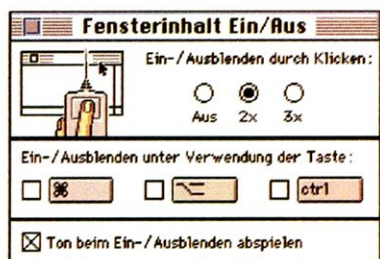 Fensterinhalt Ein/Aus
Ein-/Ausblenden durch Klicken:
Aus 2x 3x
Ein-/Ausblenden unter Verwendung der Taste:
⌘ ⌥ ctrl
Ton beim Ein-/Ausblenden abspielen